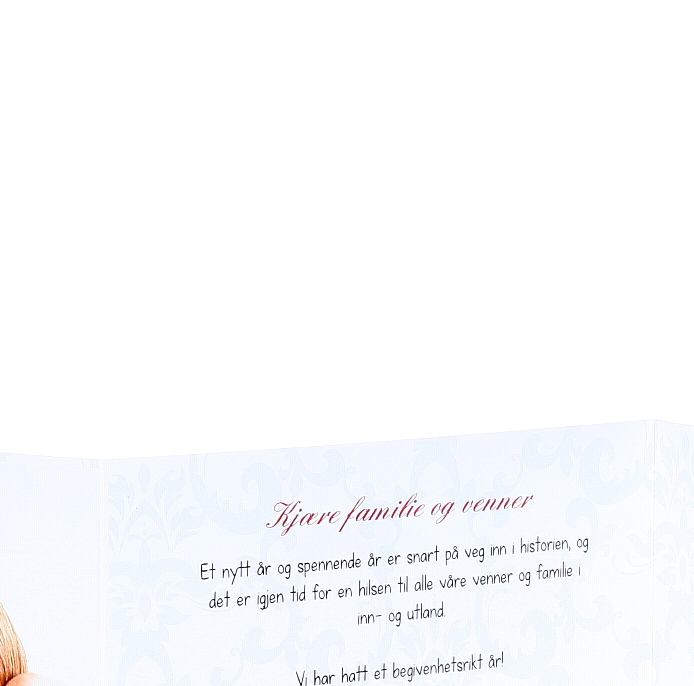 Kjære familie og venner
Et nytt år og spennende år er snart på veg inn i historien, og
det er igjen tid for en hilsen til alle våre venner og familie i
inn- og utland.
Vi har hatt et begivenhetsrikt år!